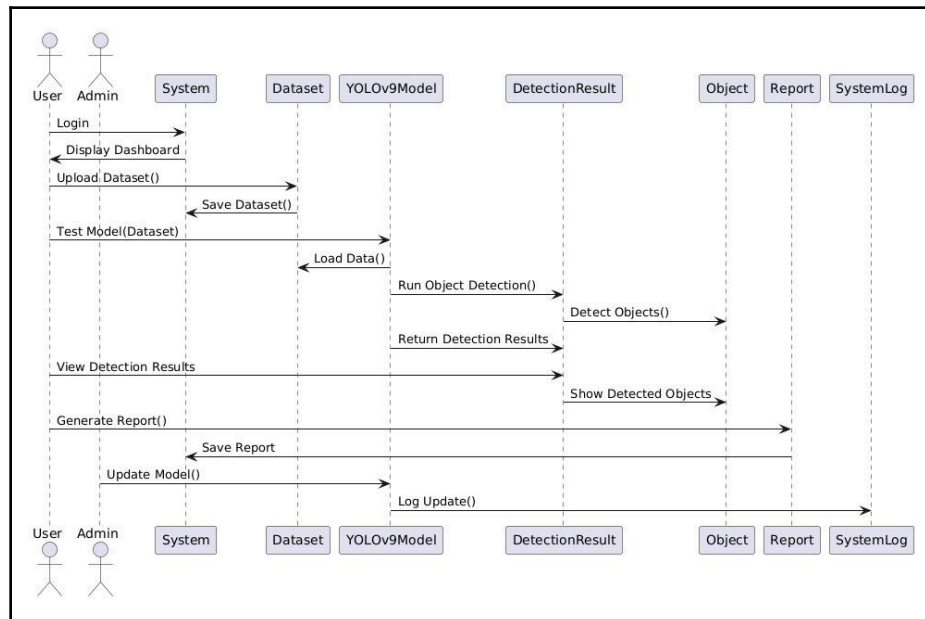 User Admin System Dataset YOLOv9Model DetectionResult Object Report SystemLog
Login
Display Dashboard
Upload Dataset()
Save Dataset()
Test Model(Dataset)
Load Data()
Run Object Detection()
Detect Objects()
Return Detection Results
View Detection Results
Show Detected Objects
Generate Report()
Save Report
Update Model()
Log Update()
User Admin System Dataset YOLOv9Model DetectionResult Object Report SystemLog